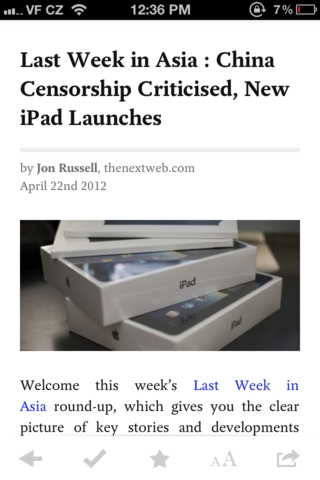 VF CZ 12:36 PM 7%
Last Week in Asia : China
Censorship Criticised, New
iPad Launches
by Jon Russell, thenextweb.com
April 22nd 2012
iPad
iPad
Welcome this week's Last Week in
Asia round-up, which gives you the clear
picture of key stories and developments
AA